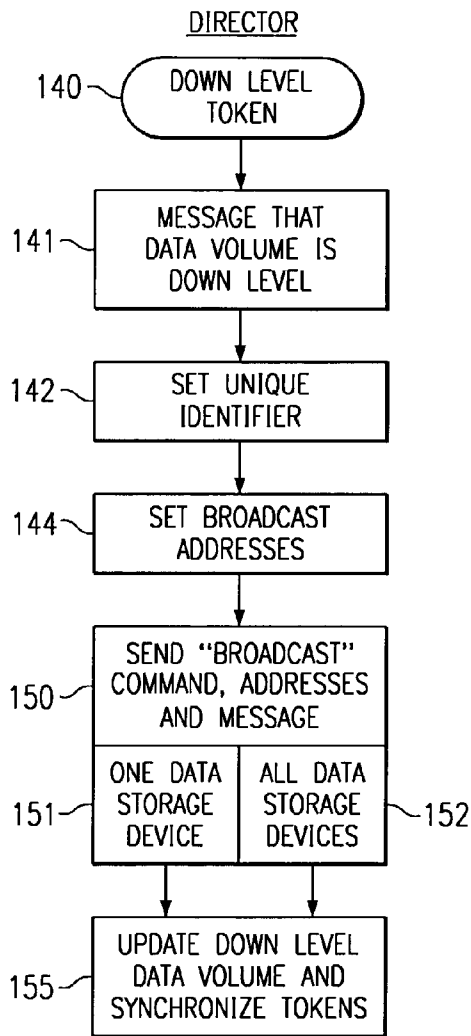 DIRECTOR
140
DOWN LEVEL
TOKEN
141
MESSAGE THAT
DATA VOLUME IS
DOWN LEVEL
142
SET UNIQUE
IDENTIFIER
144
SET BROADCAST
ADDRESSES
150
SEND "BROADCAST"
COMMAND, ADDRESSES
AND MESSAGE
151
ONE DATA
STORAGE
DEVICE
ALL DATA
STORAGE
DEVICES
152
155
UPDATE DOWN LEVEL
DATA VOLUME AND
SYNCHRONIZE TOKENS